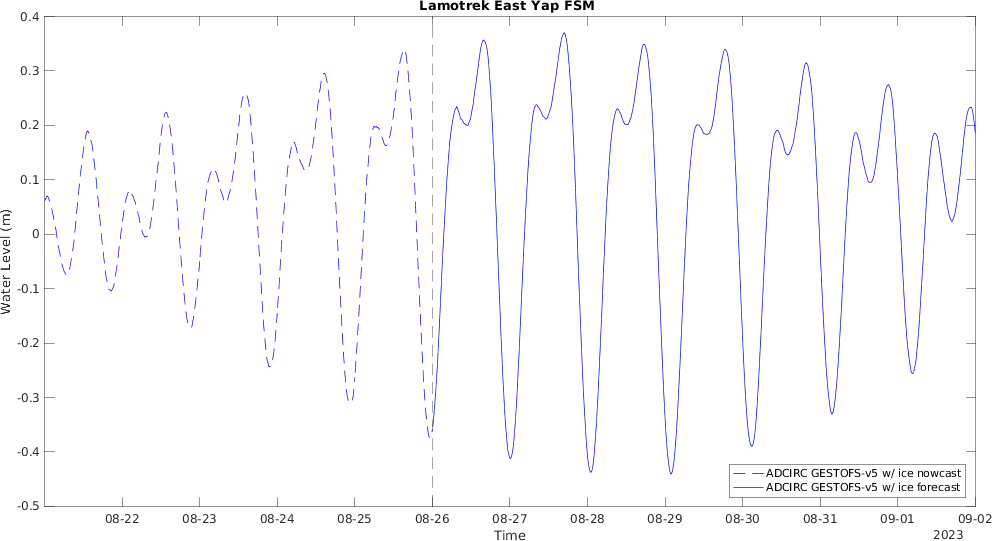 Lamotrek East Yap FSM
Water Level (m)
0.4
0.3
0.2
0.1
0
-0.1
-0.2
-0.3
-0.4
-0.5
ADCIRC GESTOFS-v5 w/ ice nowcast
ADCIRC GESTOFS-v5 w/ ice forecast
08-22 08-23 08-24 08-25 08-26 08-27 08-28 08-29 08-30 08-31 09-01 09-02
Time
2023